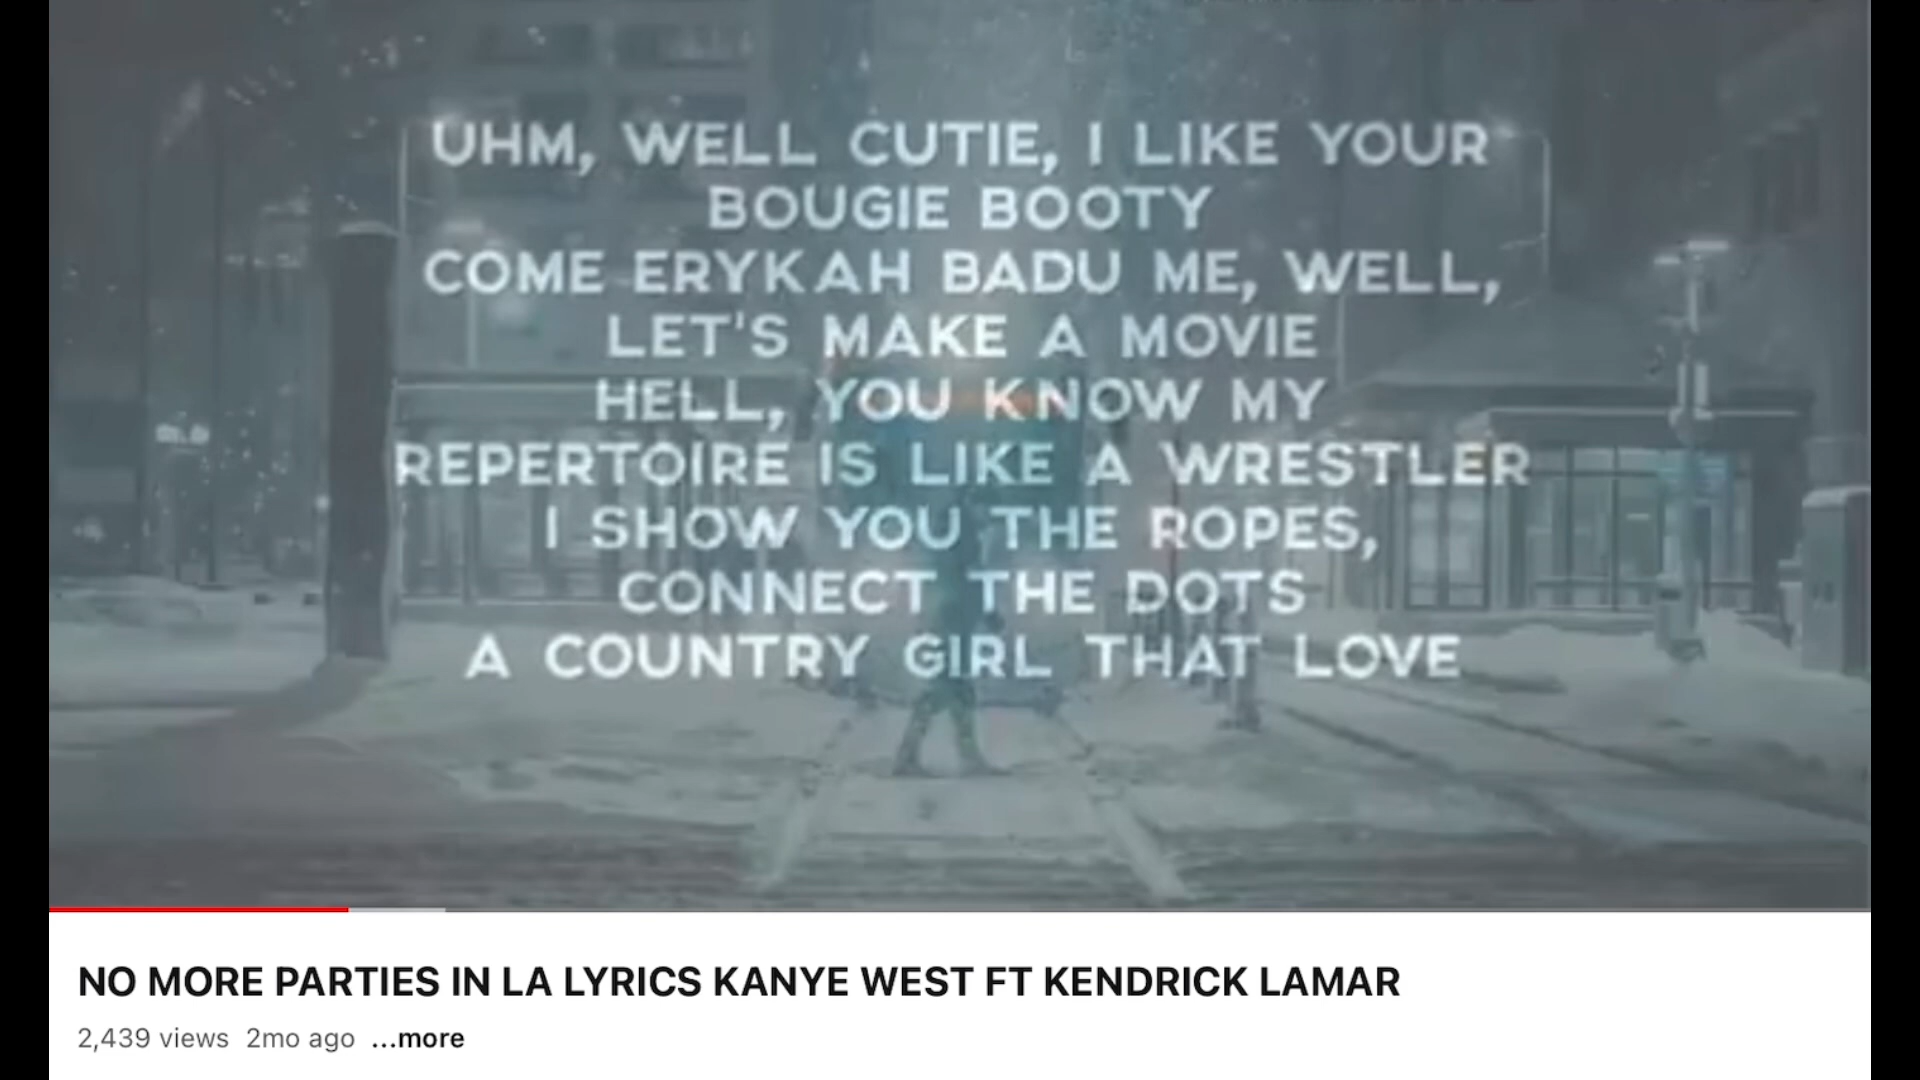 UHM, WELL CUTIE, I LIKE YOUR
BOUGIE BOOTY
COME ERYKAH BADU ME, WELL,
LET'S MAKE A MOVIE
HELL, YOU KNOW MY
REPERTOIRE IS LIKE A WRESTLER
I SHOW YOU THE ROPES,
CONNECT THE DOTS
A COUNTRY GIRL THAT LOVE
NO MORE PARTIES IN LA LYRICS KANYE WEST FT KENDRICK LAMAR
2,439 views 2mo ago ...more